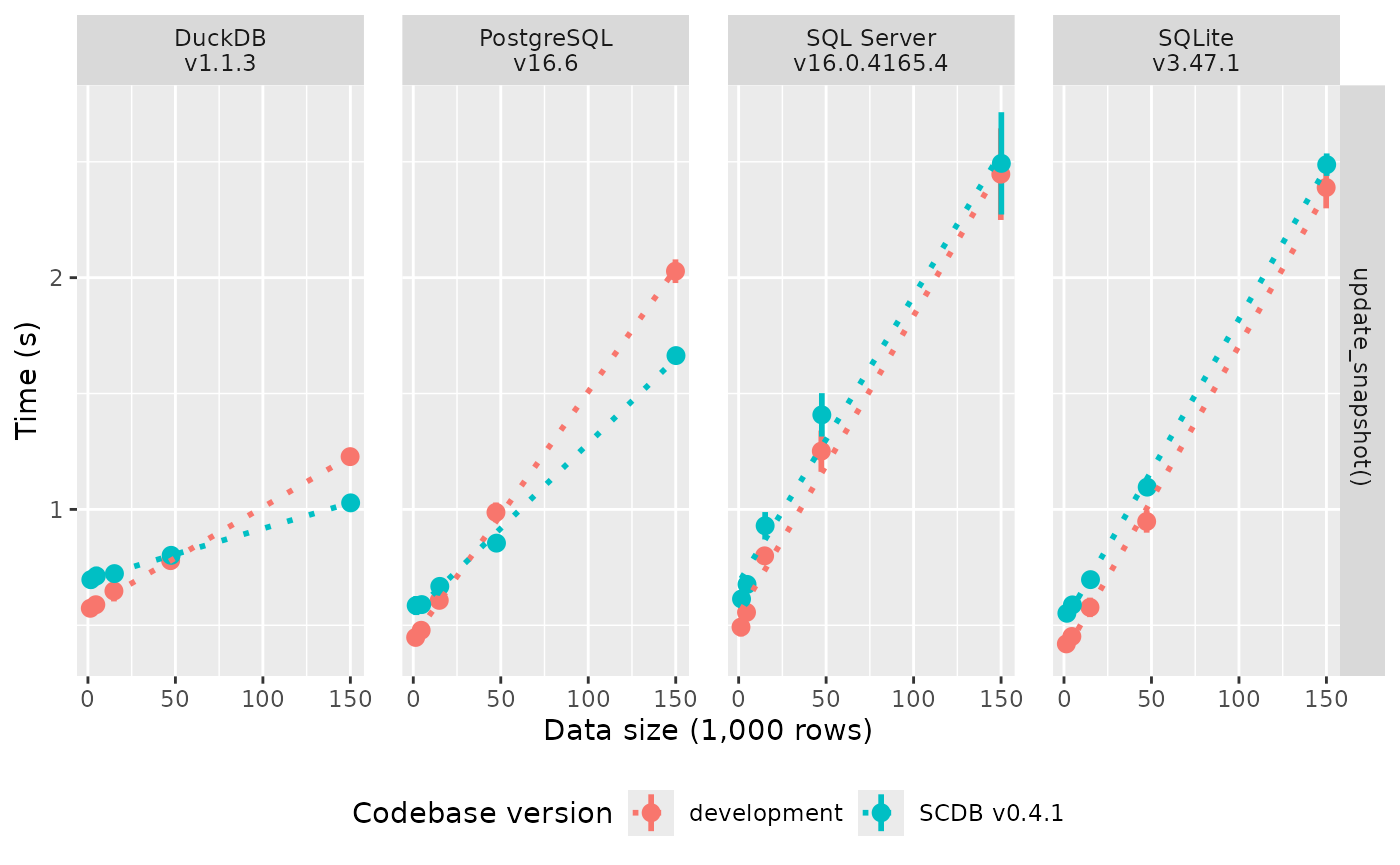 DuckDB
v1.1.3
PostgreSQL
v16.6
SQL Server
v16.0.4165.4
SQLite
v3.47.1
update_snapshot()
Time (s)
2
1
0 50 100 150
0 50 100 150
0 50 100 150
0 50 100 150
Data size (1,000 rows)
Codebase version development SCDB v0.4.1